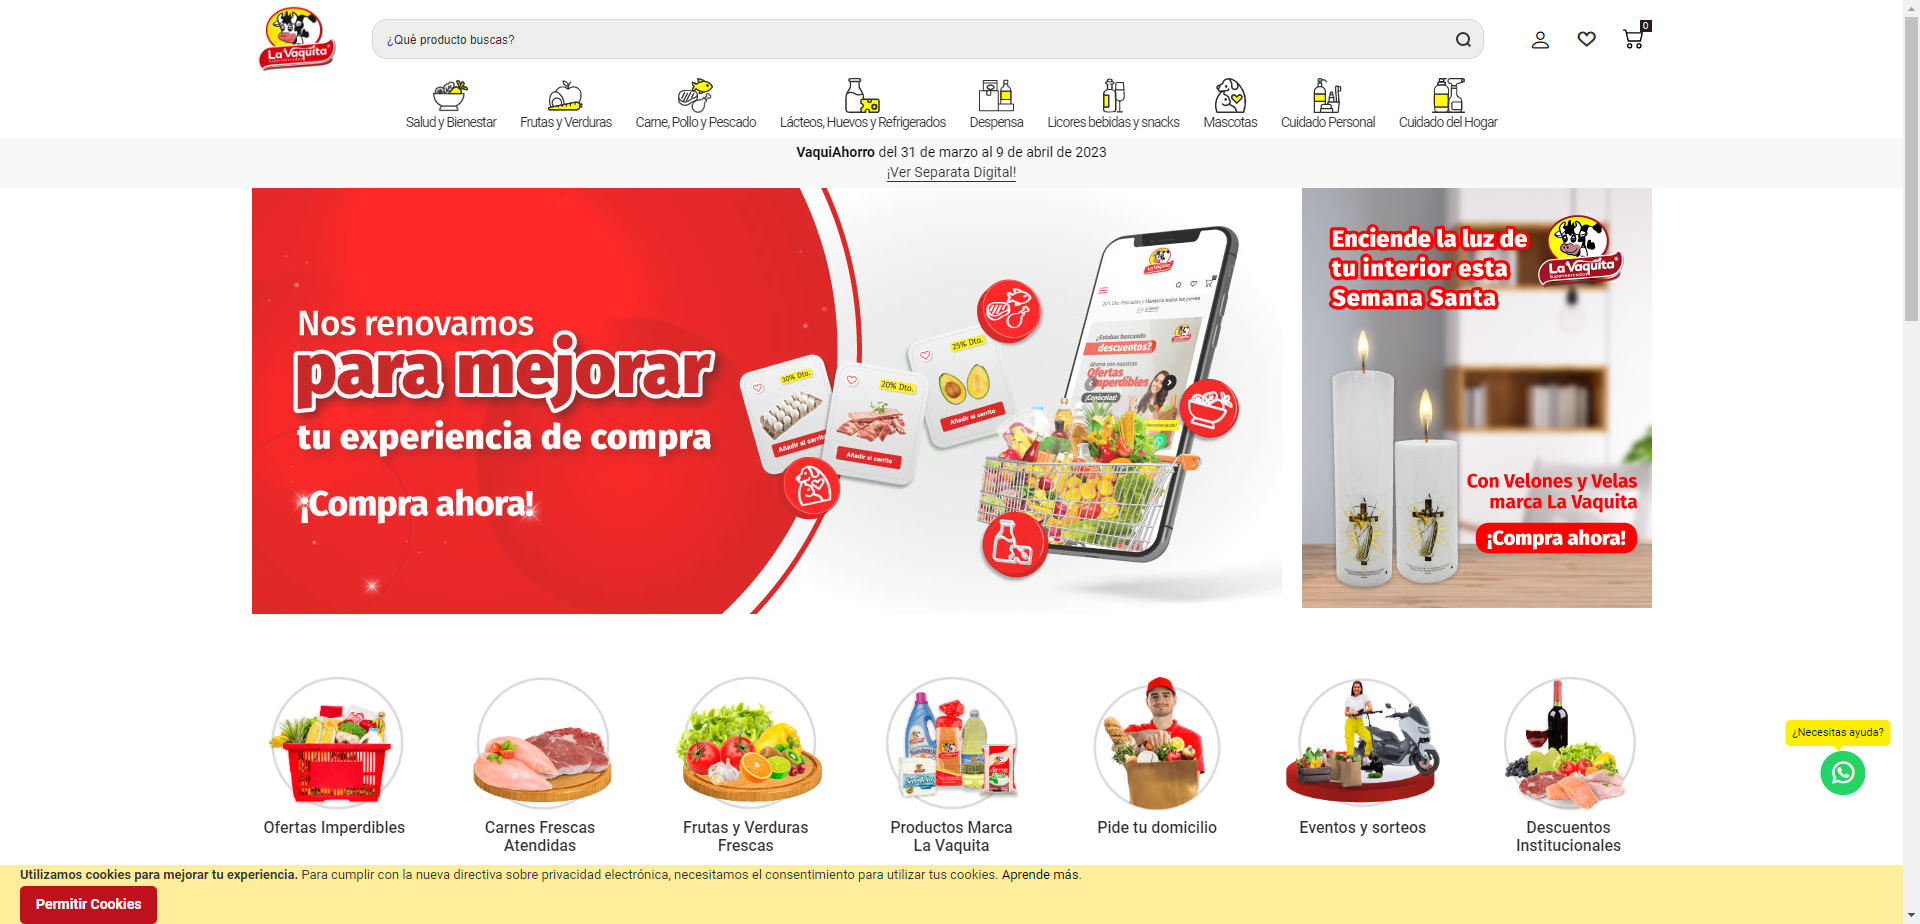 La Vaquita
Supermercados
¿Qué producto buscas?
0
Salud y Bienestar
Frutas y Verduras
Carne, Pollo y Pescado
Lácteos, Huevos y Refrigerados
Despensa
Licores bebidas y snacks
Mascotas
Cuidado Personal
Cuidado del Hogar
VaquiAhorro del 31 de marzo al 9 de abril de 2023
¡Ver Separata Digital!
Nos renovamos
para mejorar
tu experiencia de compra
¡Compra ahora!
30% Dto.
Añadir al carrito
20% Dto.
Añadir al carrito
25% Dto.
Añadir al carrito
La Vaquita
¿Estabas buscando
descuentos?
Ahorra con nuestras
Ofertas
imperdibles
¡Conócelas!
Enciende la luz de
tu interior esta
Semana Santa
La Vaquita
Supermercados
Con Velones y Velas
marca La Vaquita
¡Compra ahora!
Ofertas Imperdibles
Carnes Frescas
Atendidas
Frutas y Verduras
Frescas
Productos Marca
La Vaquita
Pide tu domicilio
Eventos y sorteos
Descuentos
Institucionales
¿Necesitas ayuda?
Utilizamos cookies para mejorar tu experiencia. Para cumplir con la nueva directiva sobre privacidad electrónica, necesitamos el consentimiento para utilizar tus cookies. Aprende más.
Permitir Cookies